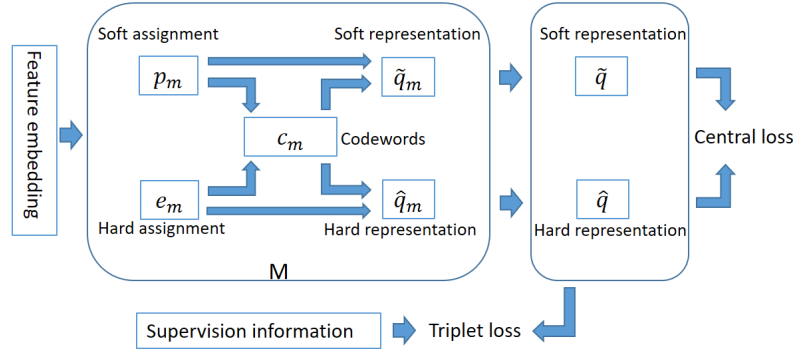 Feature embedding
Soft assignment
Soft representation
Soft representation
p_m
q̃_m
q̃
c_m
Codewords
Central loss
e_m
q̂_m
q̂
Hard assignment
Hard representation
Hard representation
M
Supervision information
Triplet loss